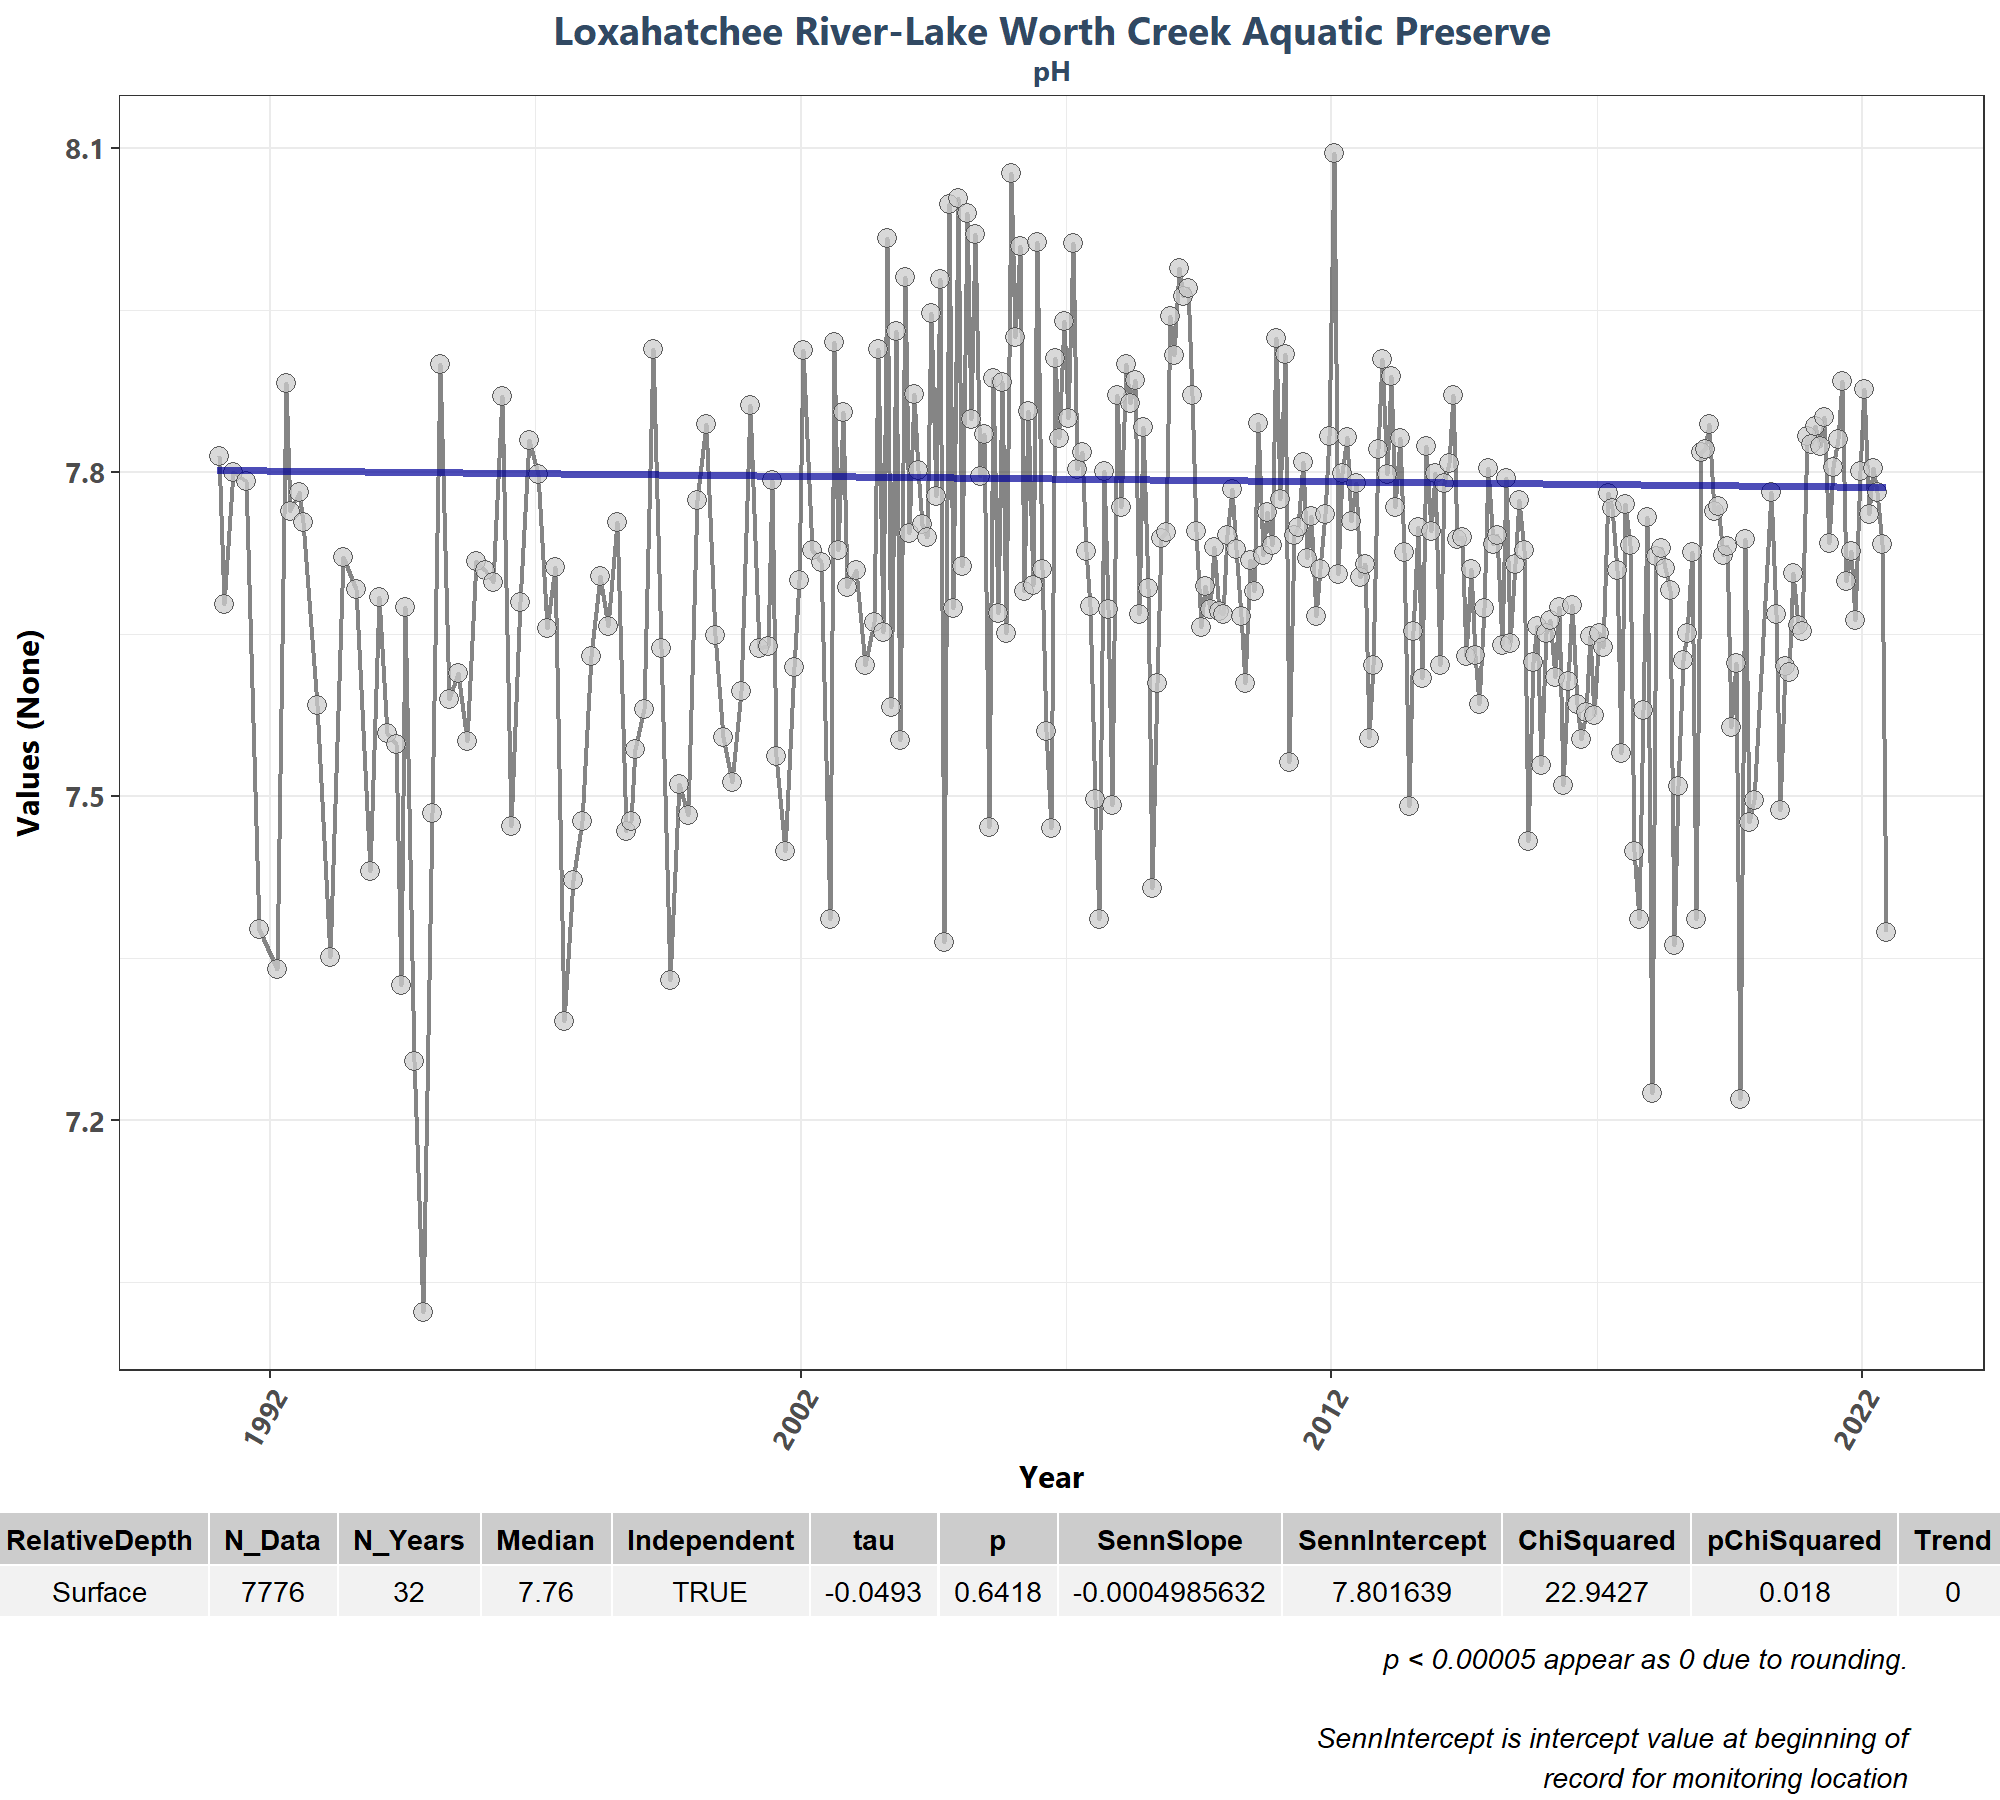 Loxahatchee River-Lake Worth Creek Aquatic Preserve
pH
8.1
7.8
7.5
7.2
Values (None)
1992
2002
2012
2022
Year
RelativeDepth N_Data N_Years Median Independent tau p SennSlope SennIntercept ChiSquared pChiSquared Trend
Surface 7776 32 7.76 TRUE -0.0493 0.6418 -0.0004985632 7.801639 22.9427 0.018 0
p < 0.00005 appear as 0 due to rounding.
SennIntercept is intercept value at beginning of
record for monitoring location